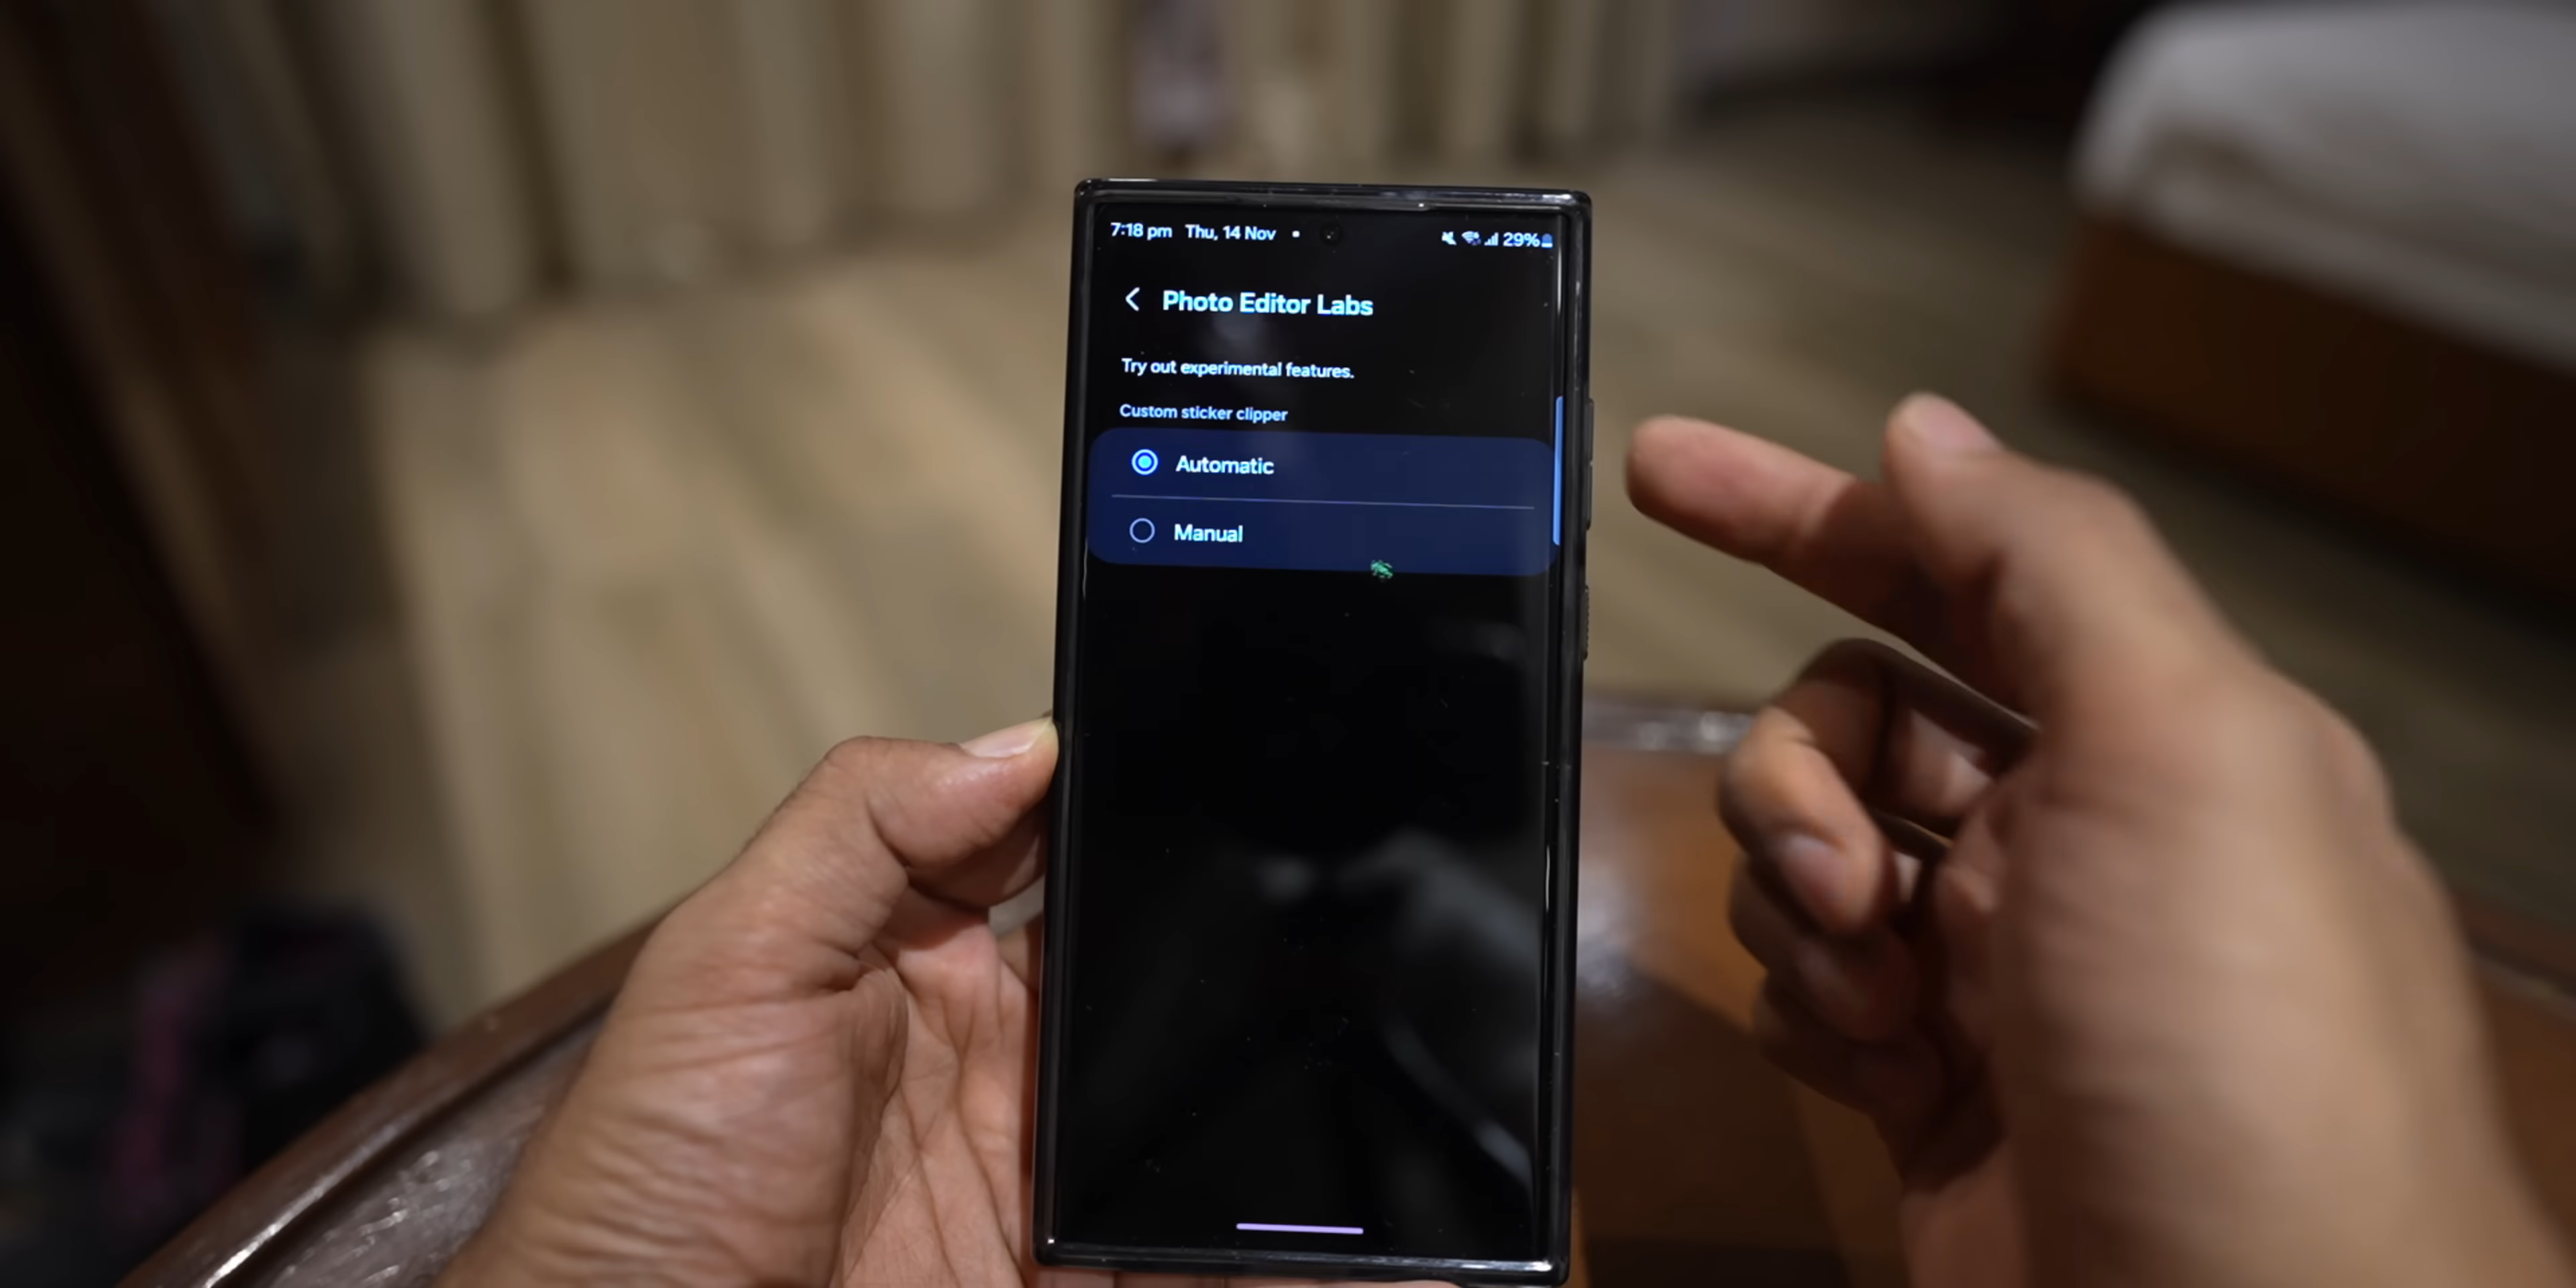 7:18 pm Thu, 14 Nov 29%
Photo Editor Labs
Try out experimental features.
Custom sticker clipper
Automatic
Manual